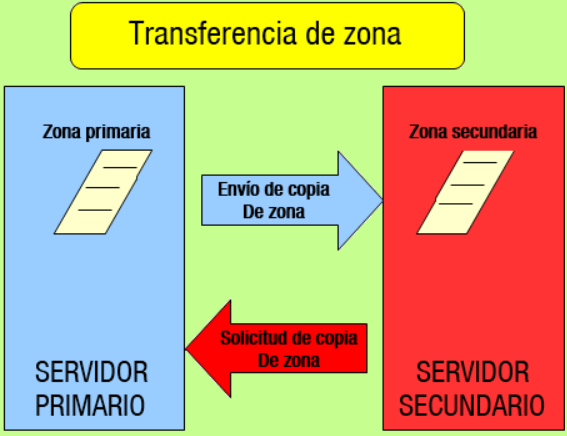 Transferencia de zona
Zona primaria
Zona secundaria
Envío de copia
De zona
Solicitud de copia
De zona
SERVIDOR
PRIMARIO
SERVIDOR
SECUNDARIO